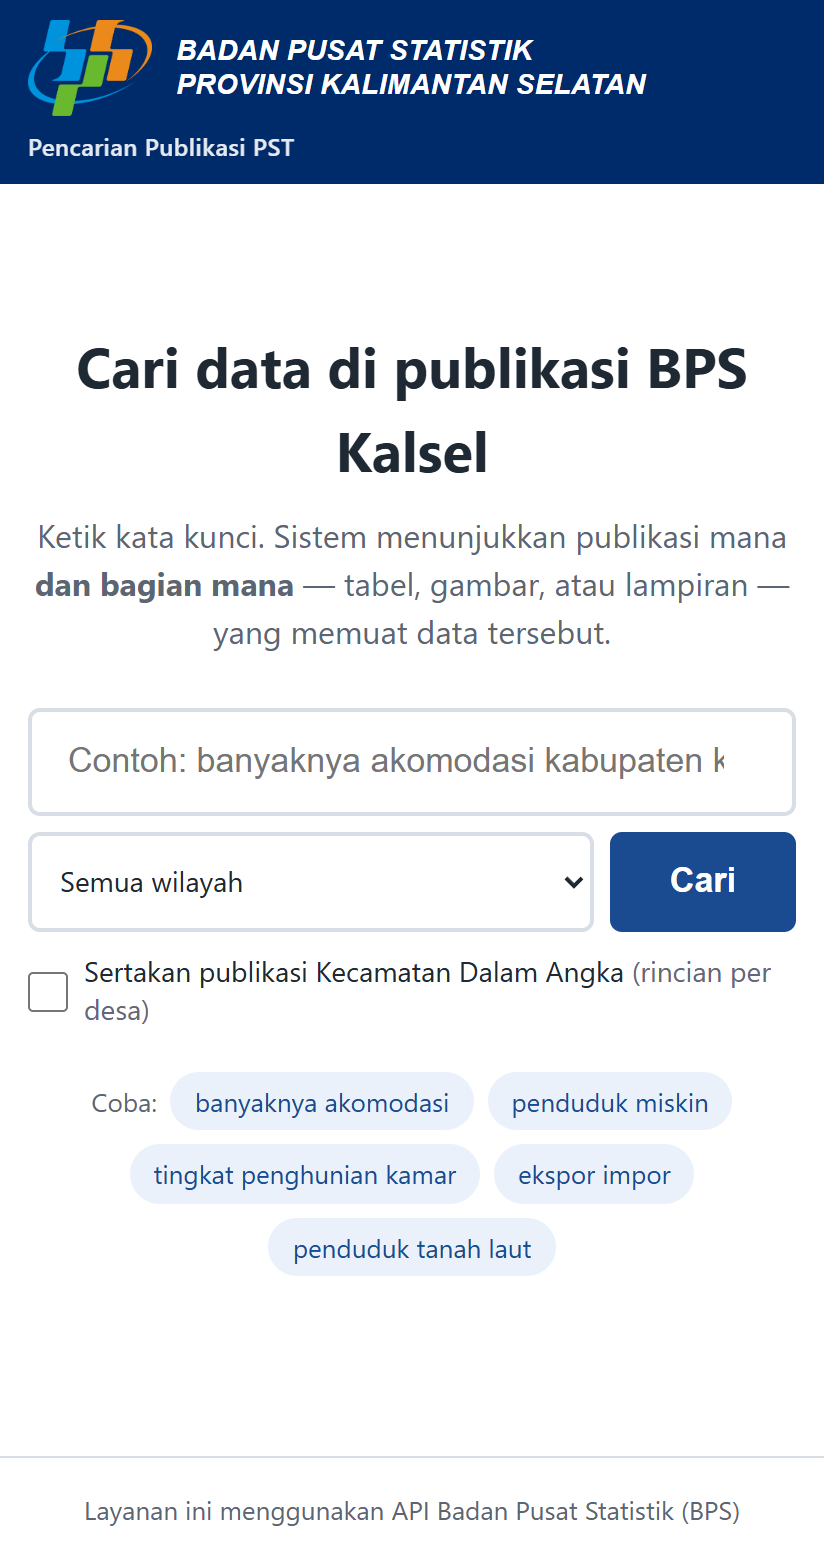 BADAN PUSAT STATISTIK
PROVINSI KALIMANTAN SELATAN
Pencarian Publikasi PST
Cari data di publikasi BPS
Kalsel
Ketik kata kunci. Sistem menunjukkan publikasi mana
dan bagian mana — tabel, gambar, atau lampiran —
yang memuat data tersebut.
Contoh: banyaknya akomodasi kabupaten k
Semua wilayah
Cari
Sertakan publikasi Kecamatan Dalam Angka (rincian per
desa)
Coba: banyaknya akomodasi penduduk miskin
tingkat penghunian kamar ekspor impor
penduduk tanah laut
Layanan ini menggunakan API Badan Pusat Statistik (BPS)